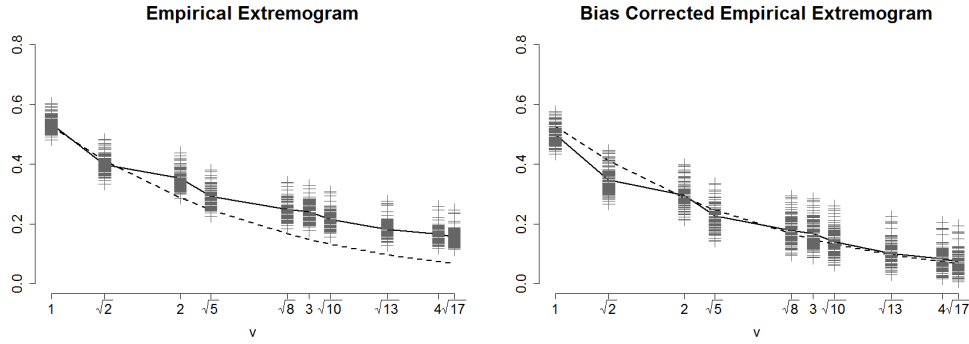 Empirical Extremogram
0.8
0.6
0.4
0.2
0.0
1 √2 2 √5 √8 3 √10 √13 4 √17
v
Bias Corrected Empirical Extremogram
0.8
0.6
0.4
0.2
0.0
1 √2 2 √5 √8 3 √10 √13 4 √17
v